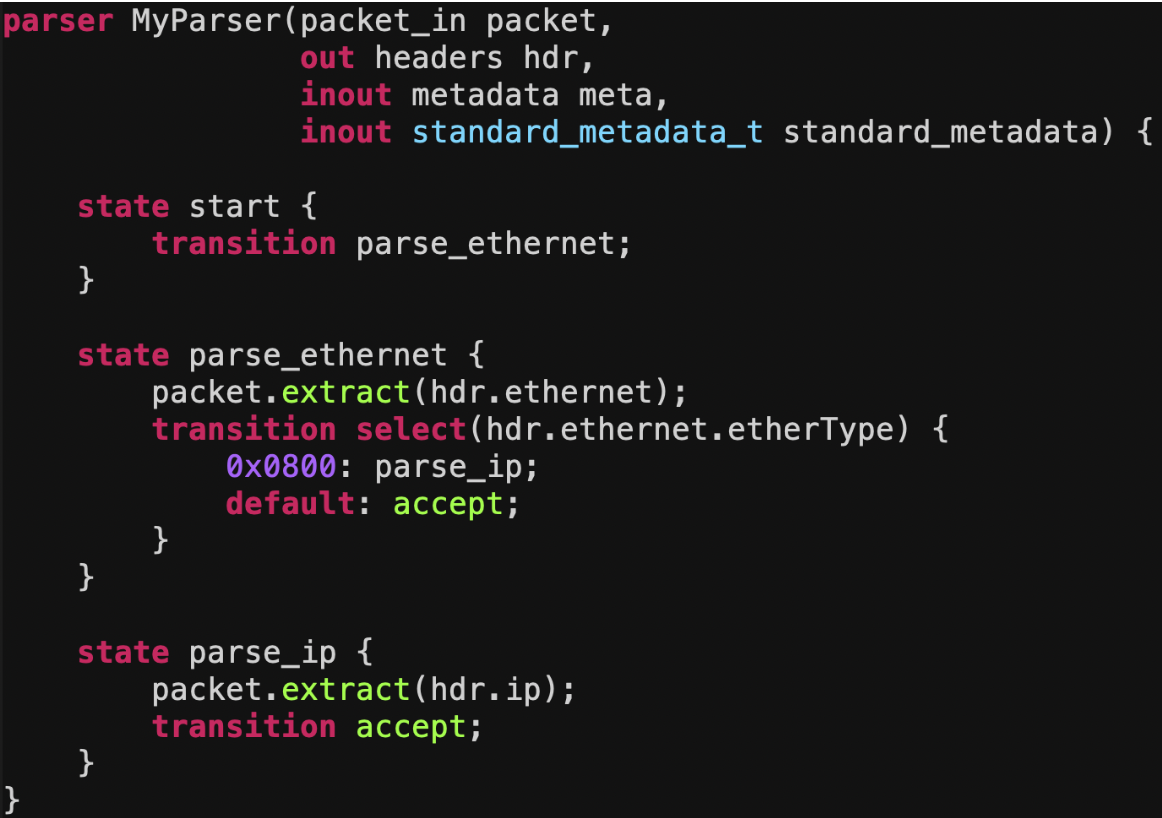 parser MyParser(packet_in packet,
                out headers hdr,
                inout metadata meta,
                inout standard_metadata_t standard_metadata) {

    state start {
        transition parse_ethernet;
    }

    state parse_ethernet {
        packet.extract(hdr.ethernet);
        transition select(hdr.ethernet.etherType) {
            0x0800: parse_ip;
            default: accept;
        }
    }

    state parse_ip {
        packet.extract(hdr.ip);
        transition accept;
    }
}